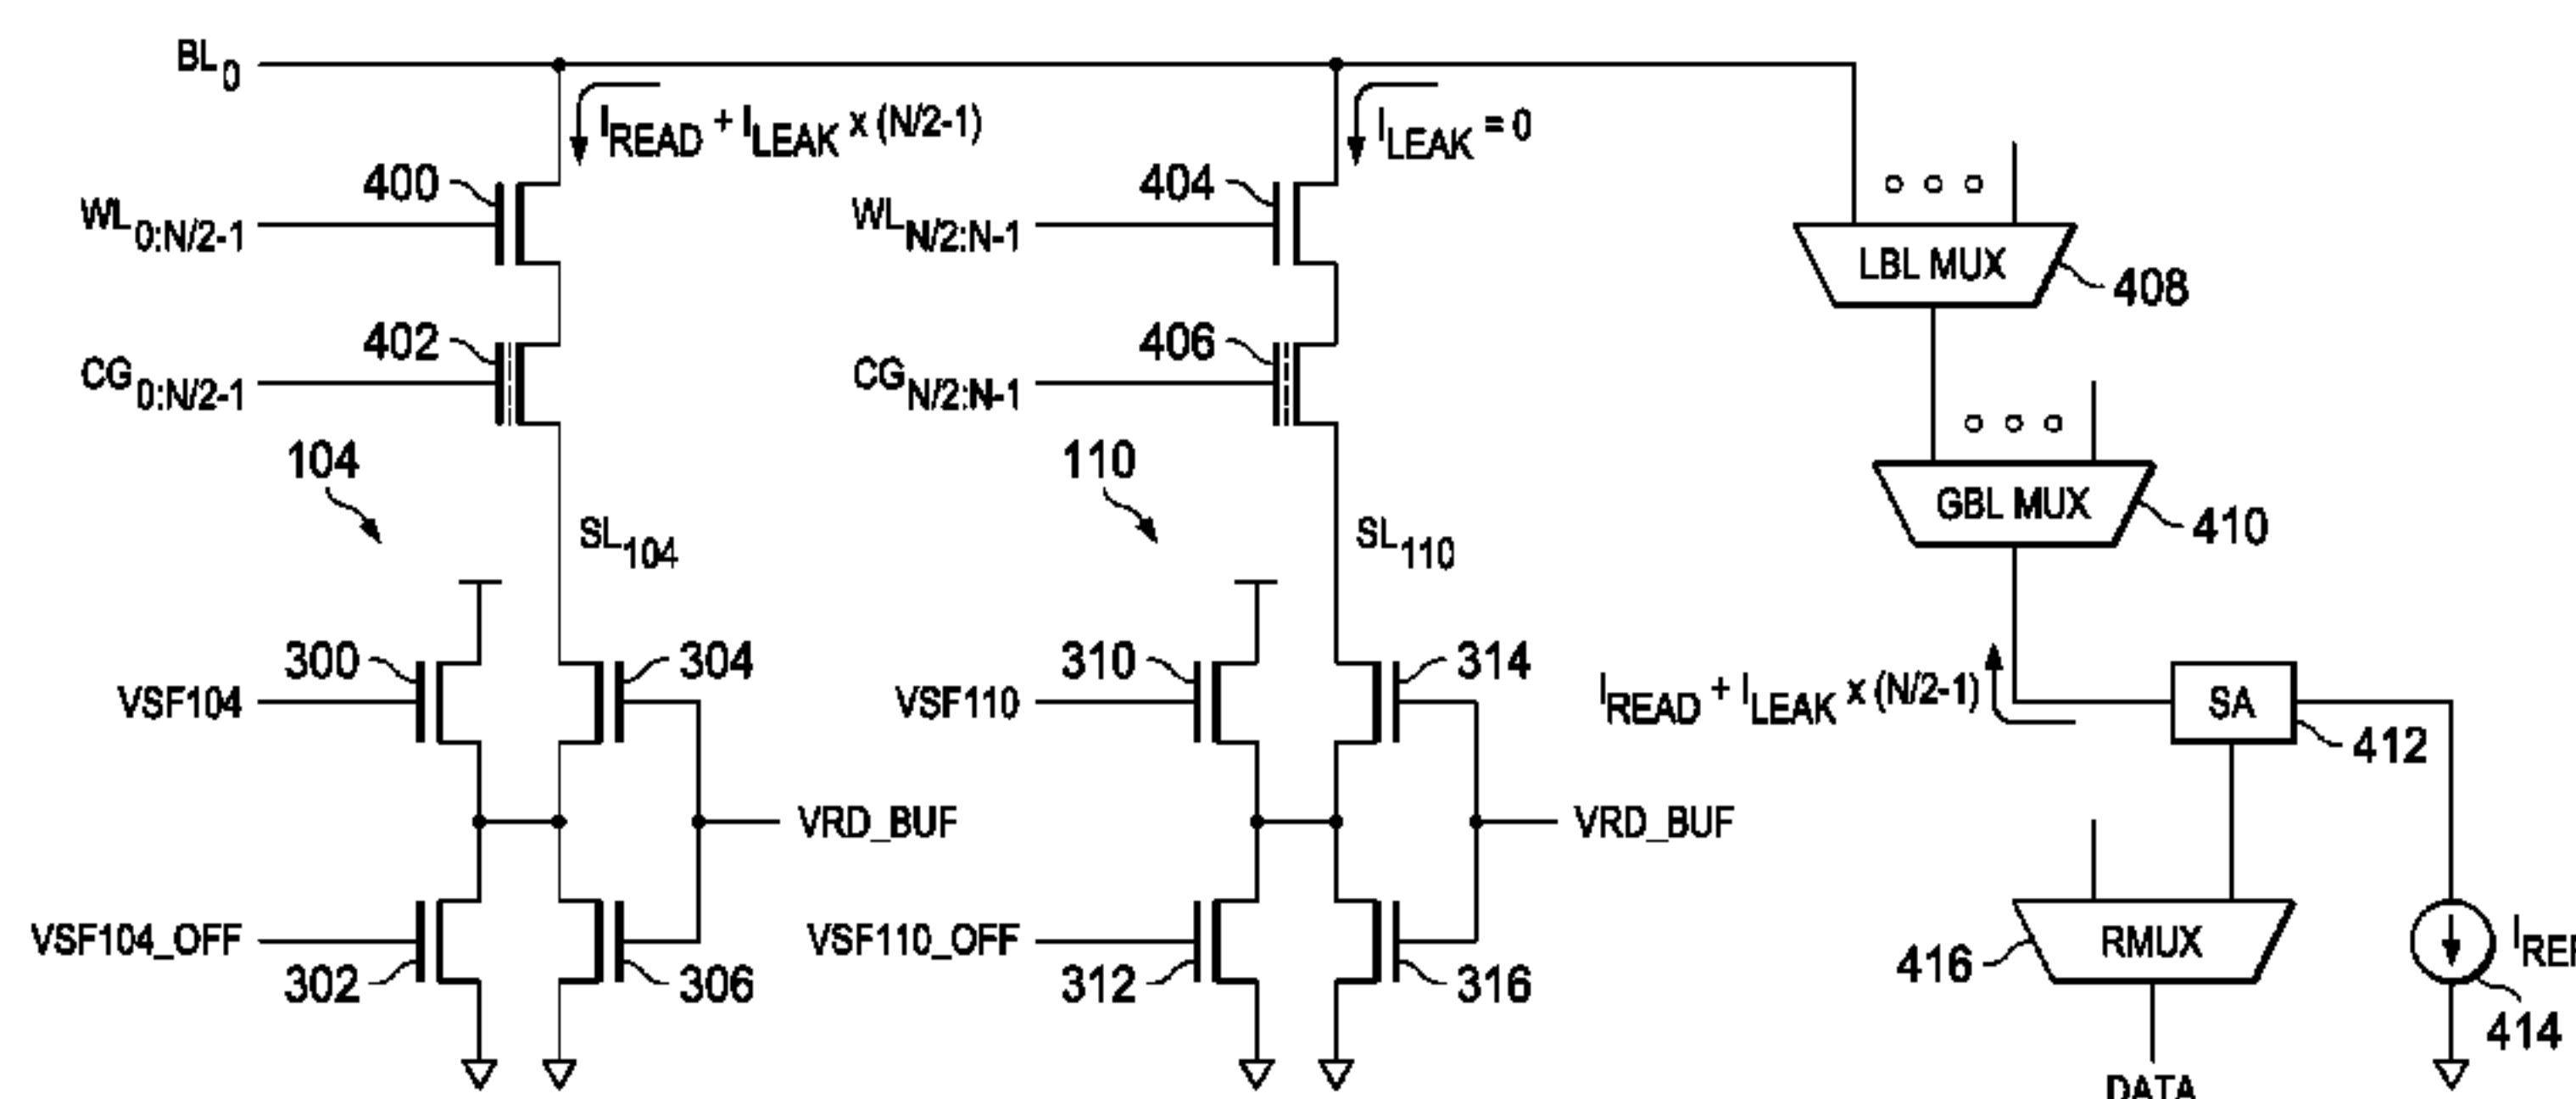 BL0
IREAD + ILEAK x (N/2-1)
ILEAK = 0
400
404
WL0:N/2-1
WLN/2:N-1
LBL MUX
408
402
406
CG0:N/2-1
CGN/2:N-1
104
110
GBL MUX
410
SL104
SL110
300
304
310
314
VSF104
VSF110
IREAD + ILEAK x (N/2-1)
SA
412
VRD_BUF
VRD_BUF
VSF104_OFF
VSF110_OFF
302
306
312
316
416
RMUX
IREF
414
DATA